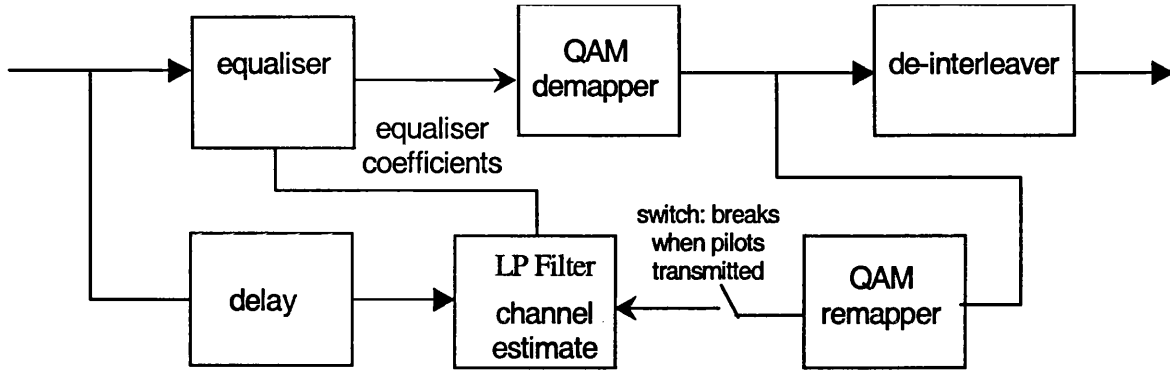 equaliser
QAM
demapper
de-interleaver
equaliser
coefficients
delay
LP Filter
channel
estimate
switch: breaks
when pilots
transmitted
QAM
remapper